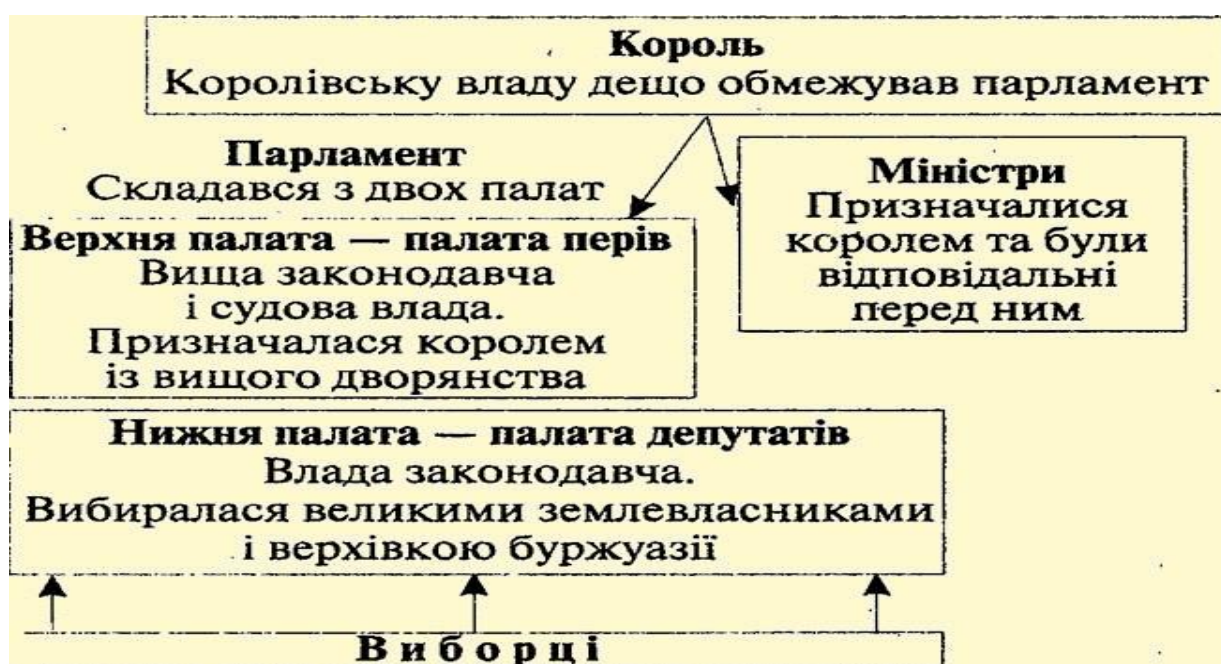 Король
Королівську владу дещо обмежував парламент
Парламент
Складався з двох палат
Верхня палата — палата перів
Вища законодавча
і судова влада.
Призначалася королем
із вищого дворянства
Міністри
Призначалися
королем та були
відповідальні
перед ним
Нижня палата — палата депутатів
Влада законодавча.
Вибиралася великими землевласниками
і верхівкою буржуазії
Виборці